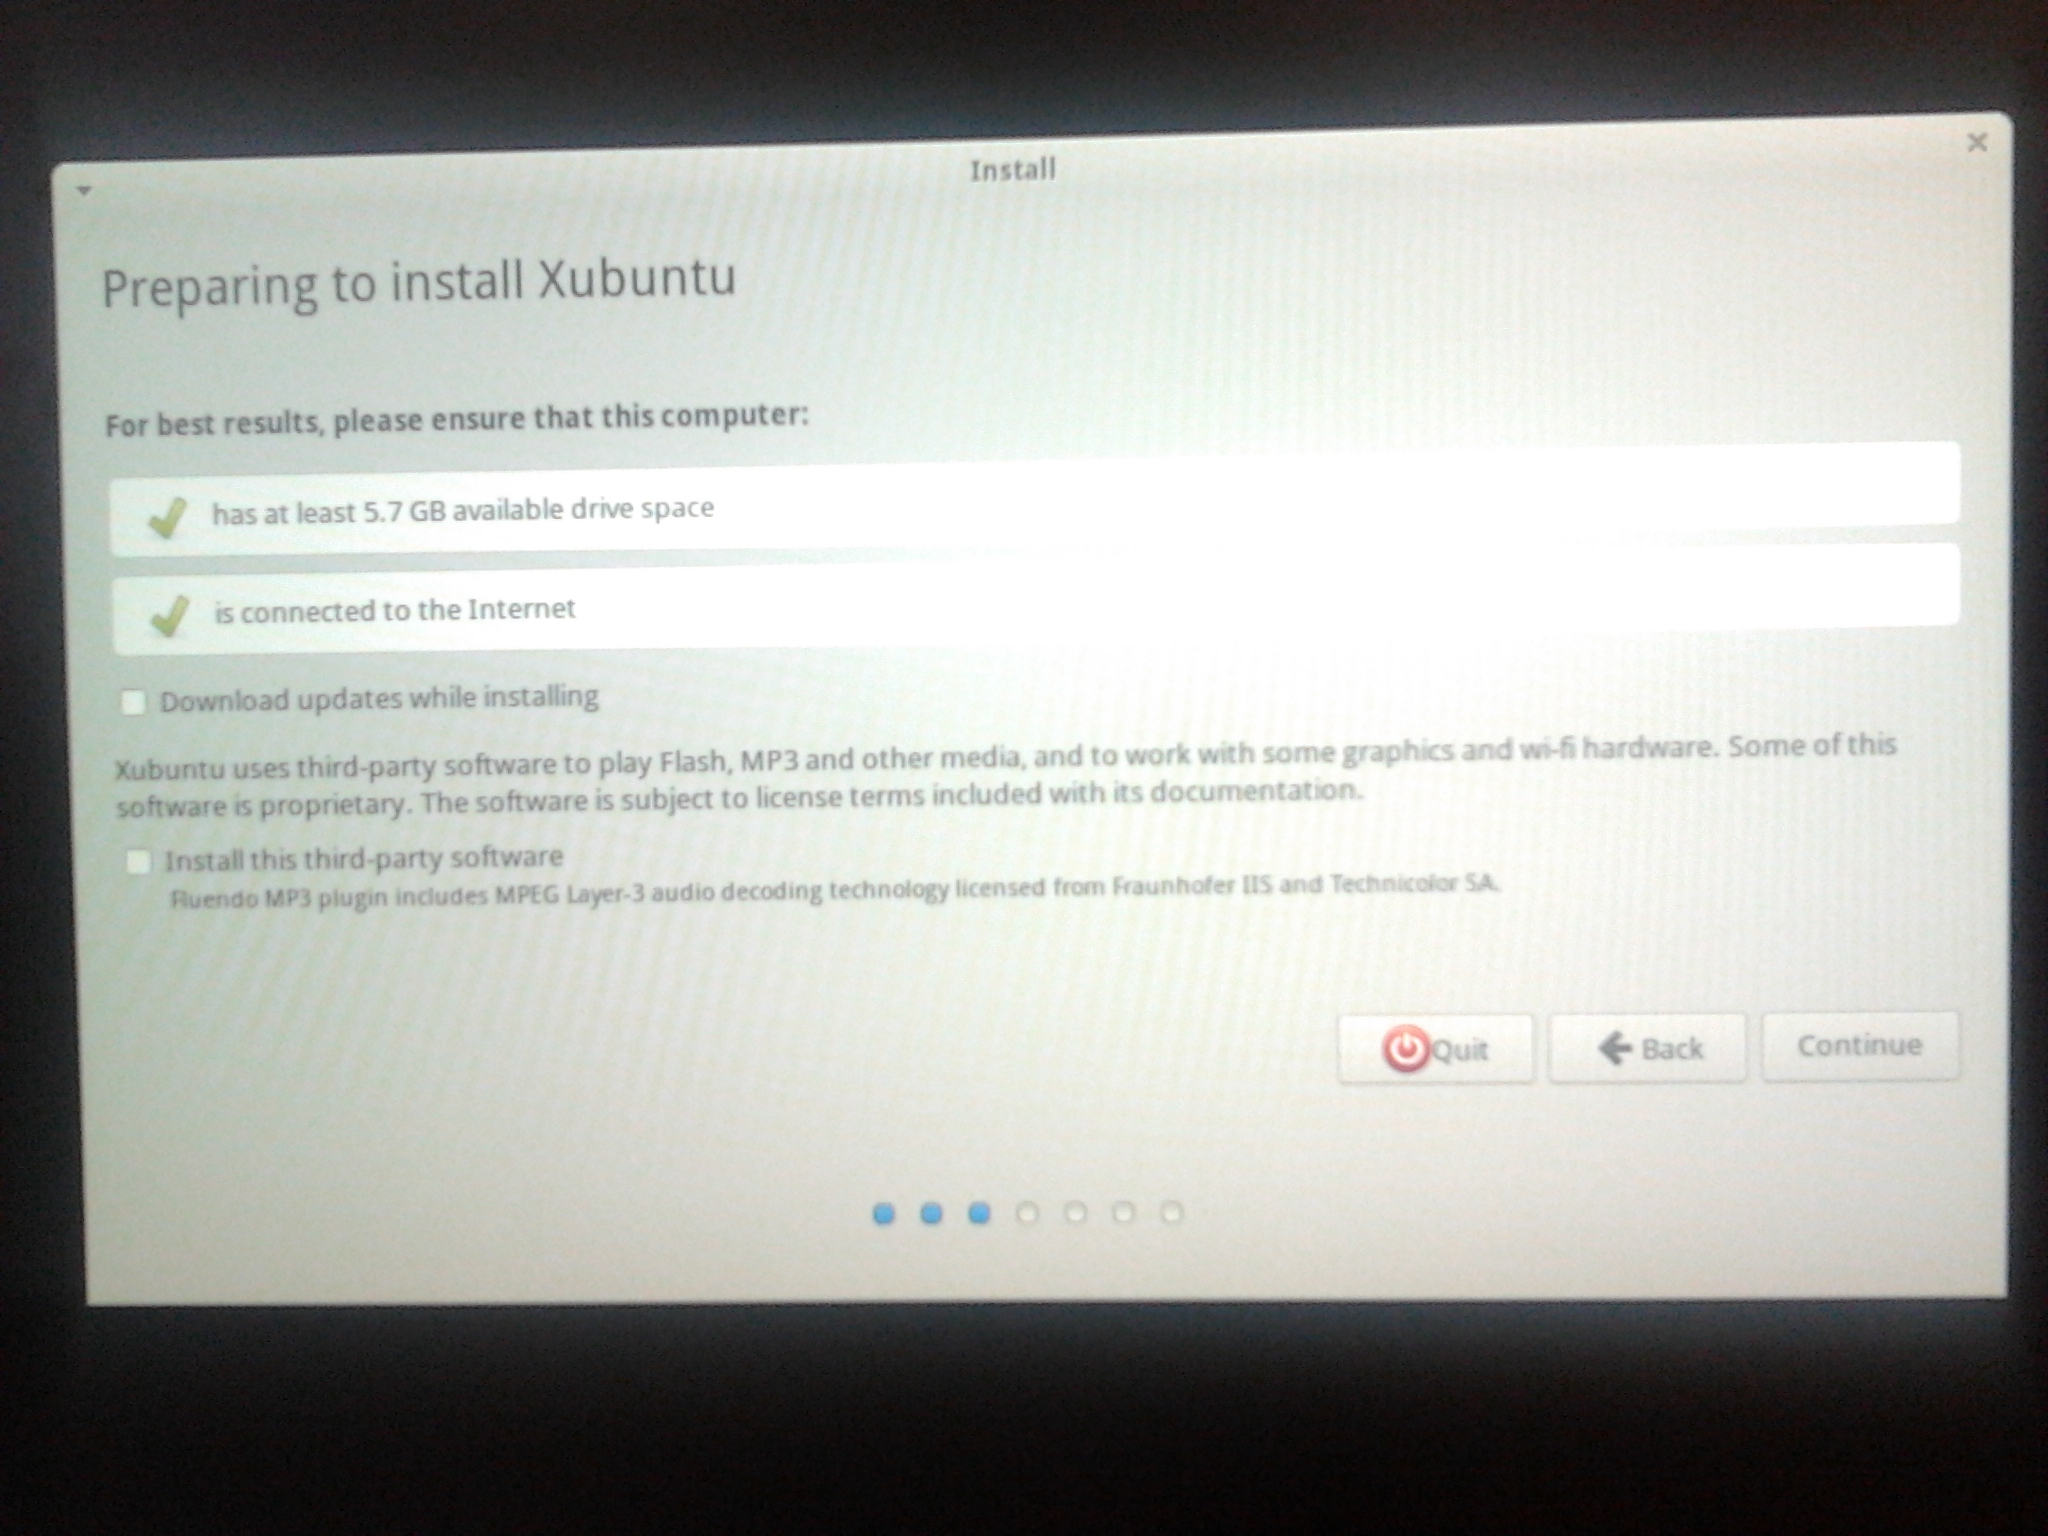 Install
Preparing to install Xubuntu
For best results, please ensure that this computer:
has at least 5.7 GB available drive space
is connected to the Internet
Download updates while installing
Xubuntu uses third-party software to play Flash, MP3 and other media, and to work with some graphics and wi-fi hardware. Some of this
software is proprietary. The software is subject to license terms included with its documentation.
Install this third-party software
Fluendo MP3 plugin includes MPEG Layer-3 audio decoding technology licensed from Fraunhofer IIS and Technicolor SA.
Quit Back Continue